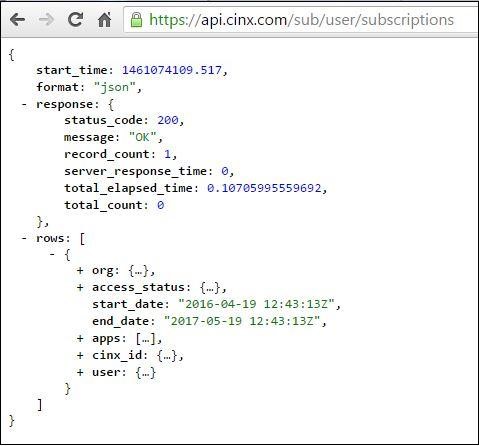 https://api.cinx.com/sub/user/subscriptions
{
start_time: 1461074109.517,
format: "json",
- response: {
status_code: 200,
message: "OK",
record_count: 1,
server_response_time: 0,
total_elapsed_time: 0.10705995559692,
total_count: 0
},
- rows: [
- {
+ org: {…},
+ access_status: {…},
start_date: "2016-04-19 12:43:13Z",
end_date: "2017-05-19 12:43:13Z",
+ apps: […],
+ cinx_id: {…},
+ user: {…}
}
]
}